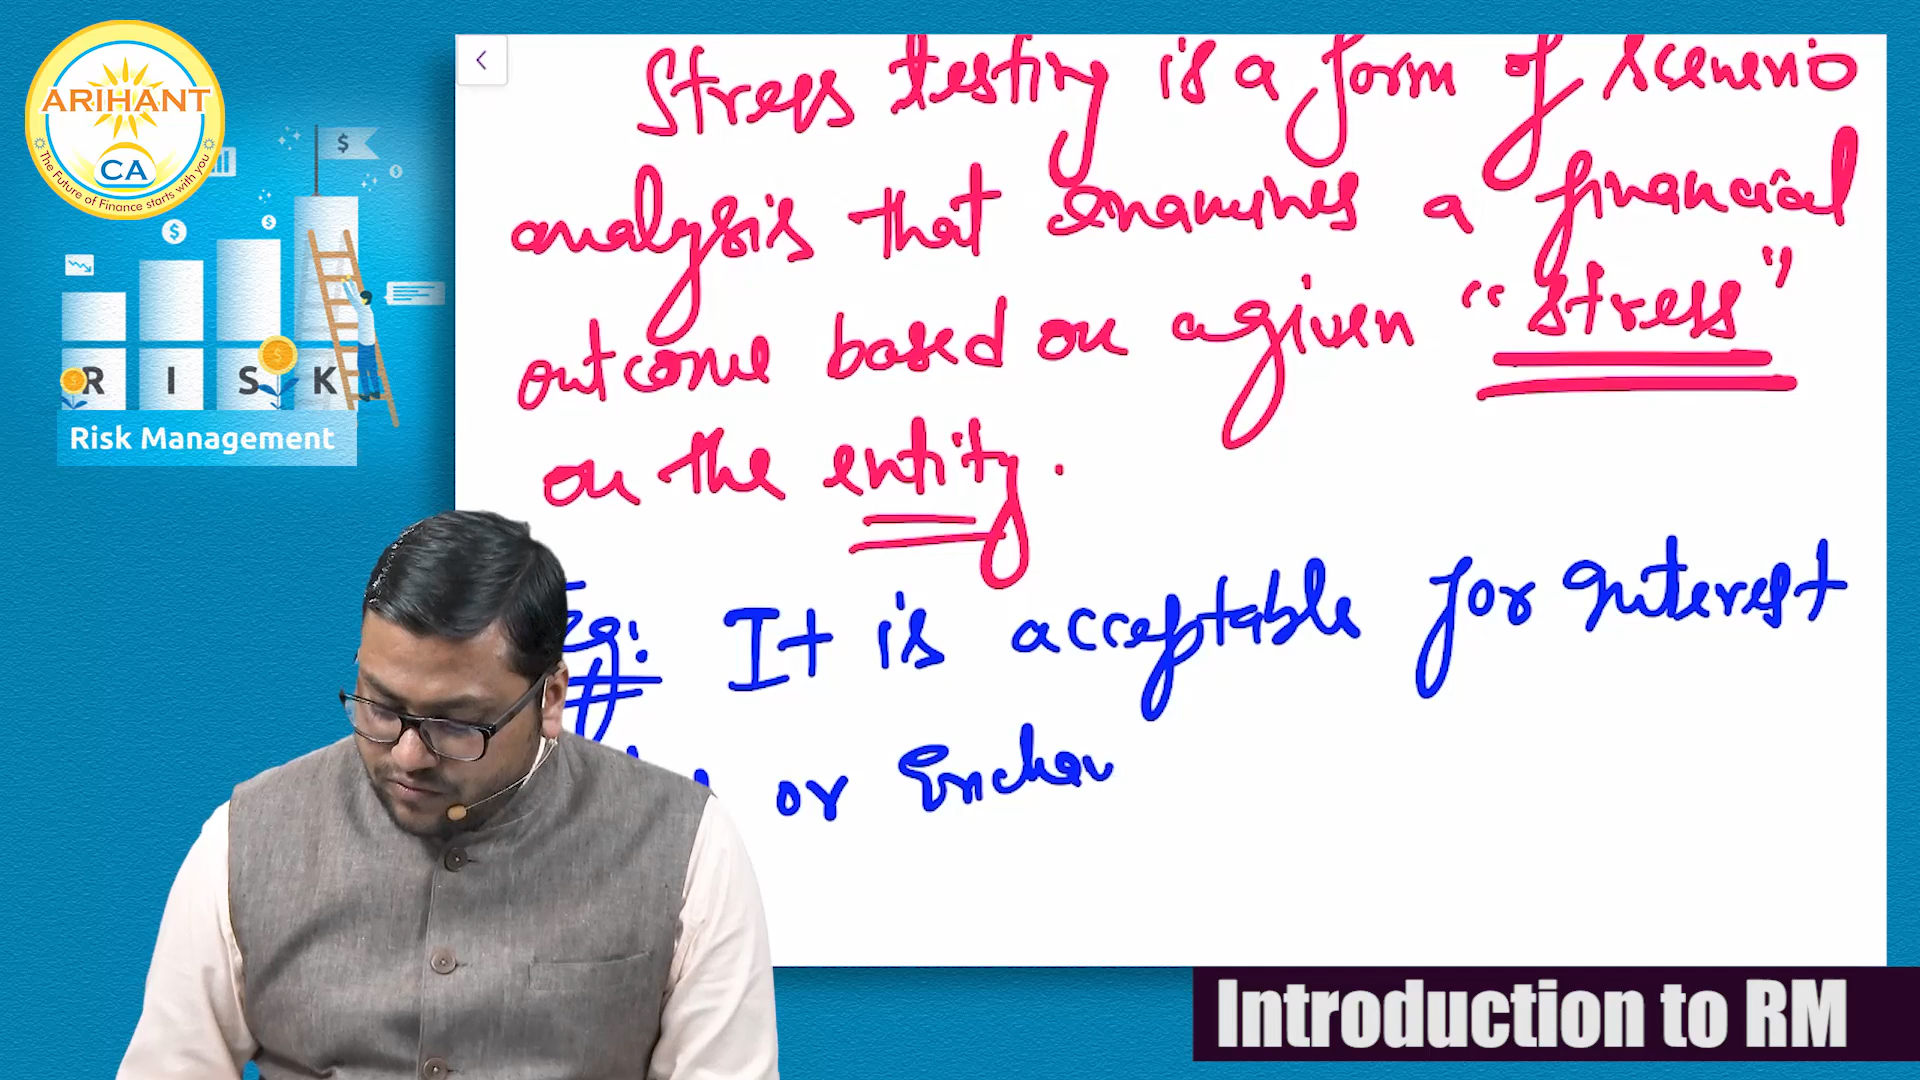 ARIHANT
CA
The Future of Finance starts with you
R I S K
Risk Management
Stress testing is a form of scenerio
analysis that examines a financial
outcome based on a given "stress"
on the entity.
Eg: It is acceptable for interest
or Exchan
Introduction to RM